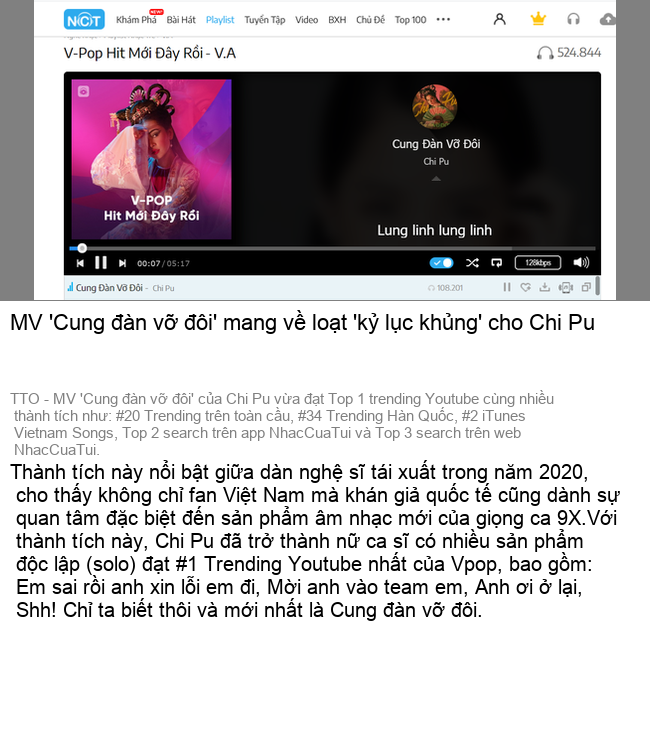 NCT Khám Phá NEW! Bài Hát Playlist Tuyển Tập Video BXH Chủ Đề Top 100
V-Pop Hit Mới Đây Rồi - V.A
524.844
V-POP
Hit Mới Đây Rồi
Cung Đàn Vỡ Đôi
Chi Pu
Lung linh lung linh
00:07 / 05:17
128kbps
Cung Đàn Vỡ Đôi - Chi Pu
108.201
MV 'Cung đàn vỡ đôi' mang về loạt 'kỷ lục khủng' cho Chi Pu
TTO - MV 'Cung đàn vỡ đôi' của Chi Pu vừa đạt Top 1 trending Youtube cùng nhiều
thành tích như: #20 Trending trên toàn cầu, #34 Trending Hàn Quốc, #2 iTunes
Vietnam Songs, Top 2 search trên app NhacCuaTui và Top 3 search trên web
NhacCuaTui.
Thành tích này nổi bật giữa dàn nghệ sĩ tái xuất trong năm 2020,
cho thấy không chỉ fan Việt Nam mà khán giả quốc tế cũng dành sự
quan tâm đặc biệt đến sản phẩm âm nhạc mới của giọng ca 9X.Với
thành tích này, Chi Pu đã trở thành nữ ca sĩ có nhiều sản phẩm
độc lập (solo) đạt #1 Trending Youtube nhất của Vpop, bao gồm:
Em sai rồi anh xin lỗi em đi, Mời anh vào team em, Anh ơi ở lại,
Shh! Chỉ ta biết thôi và mới nhất là Cung đàn vỡ đôi.